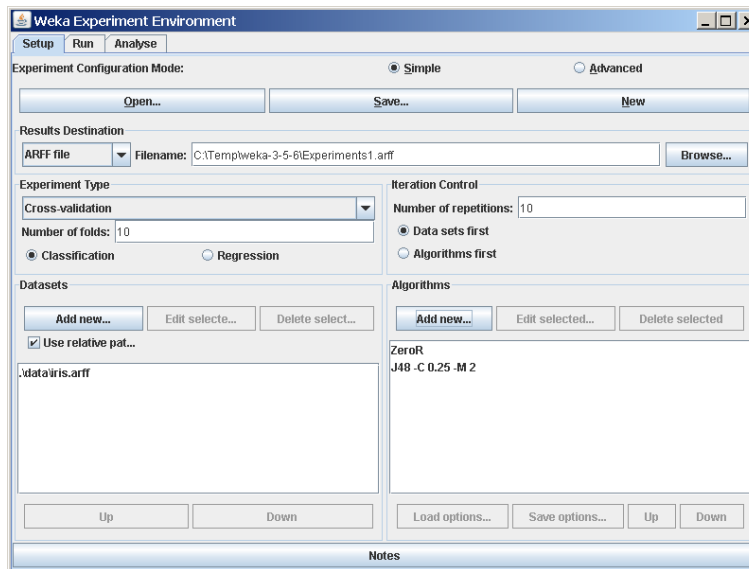 Weka Experiment Environment
Setup Run Analyse
Experiment Configuration Mode: Simple Advanced
Open... Save... New
Results Destination
ARFF file Filename: C:\Temp\weka-3-5-6\Experiments1.arff Browse...
Experiment Type Iteration Control
Cross-validation Number of repetitions: 10
Number of folds: 10 Data sets first
Classification Regression Algorithms first
Datasets Algorithms
Add new... Edit selecte... Delete select... Add new... Edit selected... Delete selected
Use relative pat...
ZeroR
.\data\iris.arff J48 -C 0.25 -M 2
Up Down Load options... Save options... Up Down
Notes